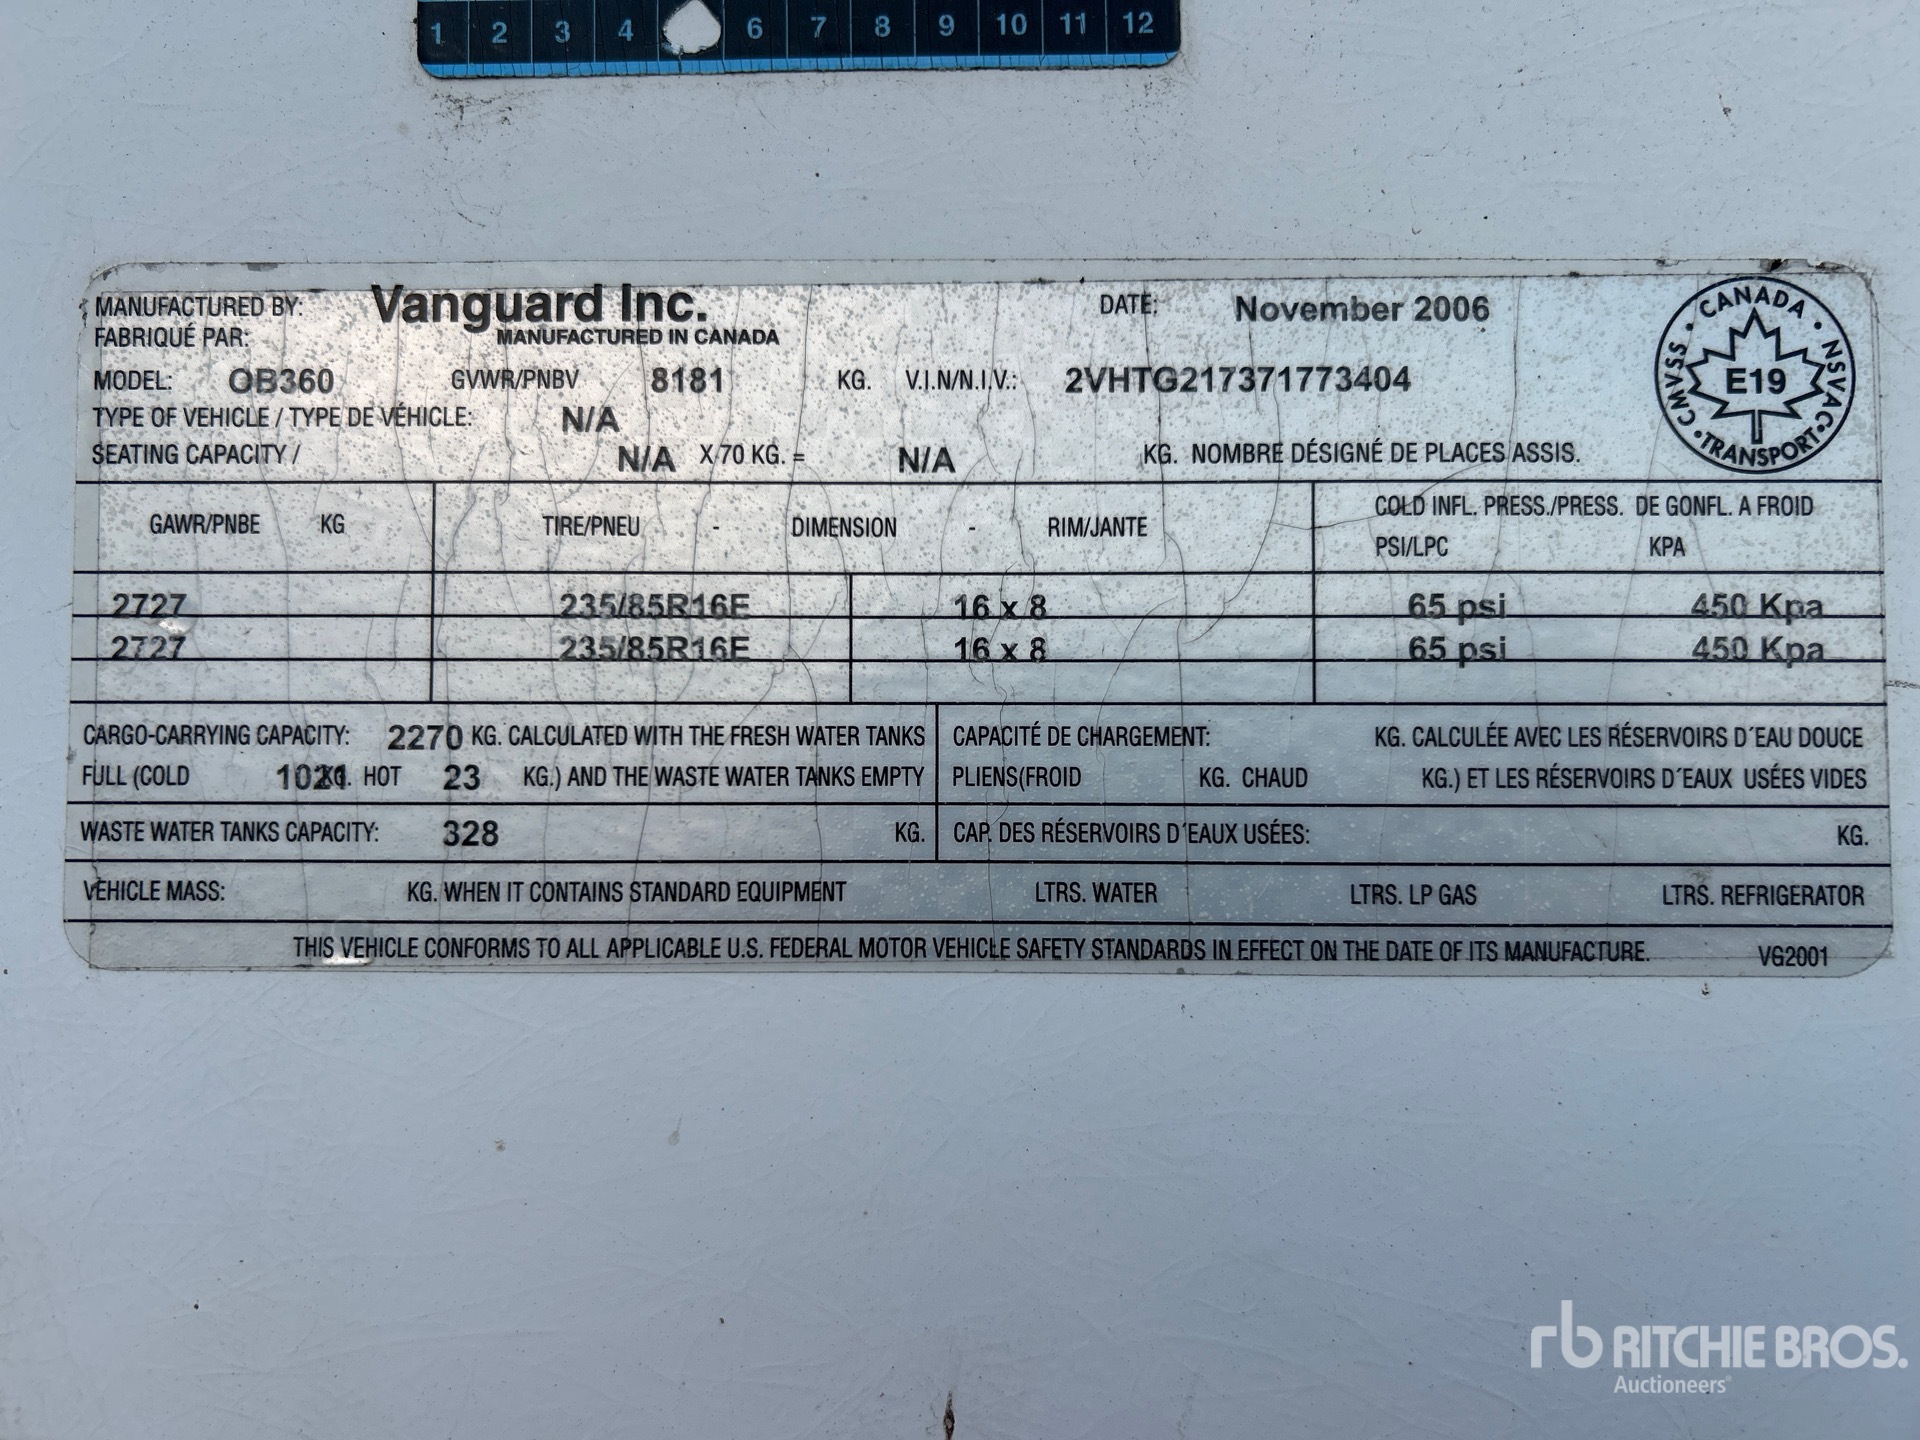 1 2 3 4 6 7 8 9 10 11 12
MANUFACTURED BY: Vanguard Inc. DATE: November 2006
FABRIQUÉ PAR: MANUFACTURED IN CANADA
MODEL: OB360 GVWR/PNBV 8181 KG. V.I.N/N.I.V.: 2VHTG217371773404
TYPE OF VEHICLE / TYPE DE VÉHICLE: N/A
SEATING CAPACITY / N/A X 70 KG. = N/A KG. NOMBRE DÉSIGNÉ DE PLACES ASSIS.
CANADA • NSVAC • TRANSPORT • CMVSS •
E19
GAWR/PNBE KG TIRE/PNEU - DIMENSION - RIM/JANTE COLD INFL. PRESS./PRESS. DE GONFL. A FROID
PSI/LPC KPA
2727 235/85R16E 16 x 8 65 psi 450 Kpa
2727 235/85R16E 16 x 8 65 psi 450 Kpa
CARGO-CARRYING CAPACITY: 2270 KG. CALCULATED WITH THE FRESH WATER TANKS
FULL (COLD 1021 KG. HOT 23 KG.) AND THE WASTE WATER TANKS EMPTY
CAPACITÉ DE CHARGEMENT: KG. CALCULÉE AVEC LES RÉSERVOIRS D'EAU DOUCE
PLIENS(FROID KG. CHAUD KG.) ET LES RÉSERVOIRS D'EAUX USÉES VIDES
WASTE WATER TANKS CAPACITY: 328 KG. CAP. DES RÉSERVOIRS D'EAUX USÉES: KG.
VEHICLE MASS: KG. WHEN IT CONTAINS STANDARD EQUIPMENT LTRS. WATER LTRS. LP GAS LTRS. REFRIGERATOR
THIS VEHICLE CONFORMS TO ALL APPLICABLE U.S. FEDERAL MOTOR VEHICLE SAFETY STANDARDS IN EFFECT ON THE DATE OF ITS MANUFACTURE. VG2001
rb RITCHIE BROS.
Auctioneers